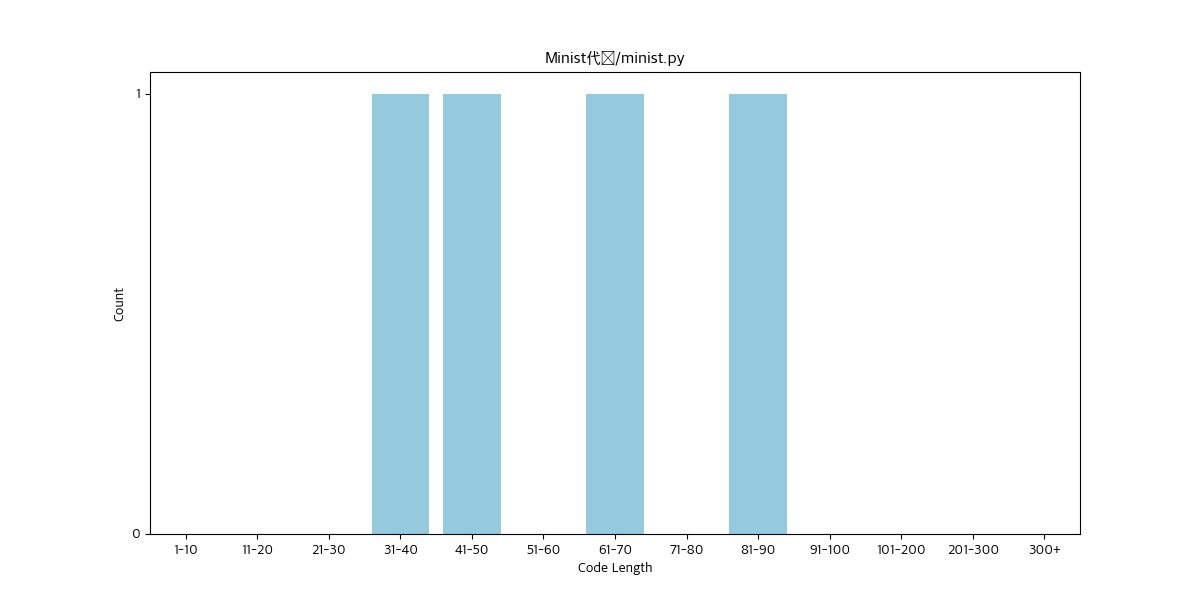 Minist代/minist.py
1
Count
0
1-10 11-20 21-30 31-40 41-50 51-60 61-70 71-80 81-90 91-100 101-200 201-300 300+
Code Length